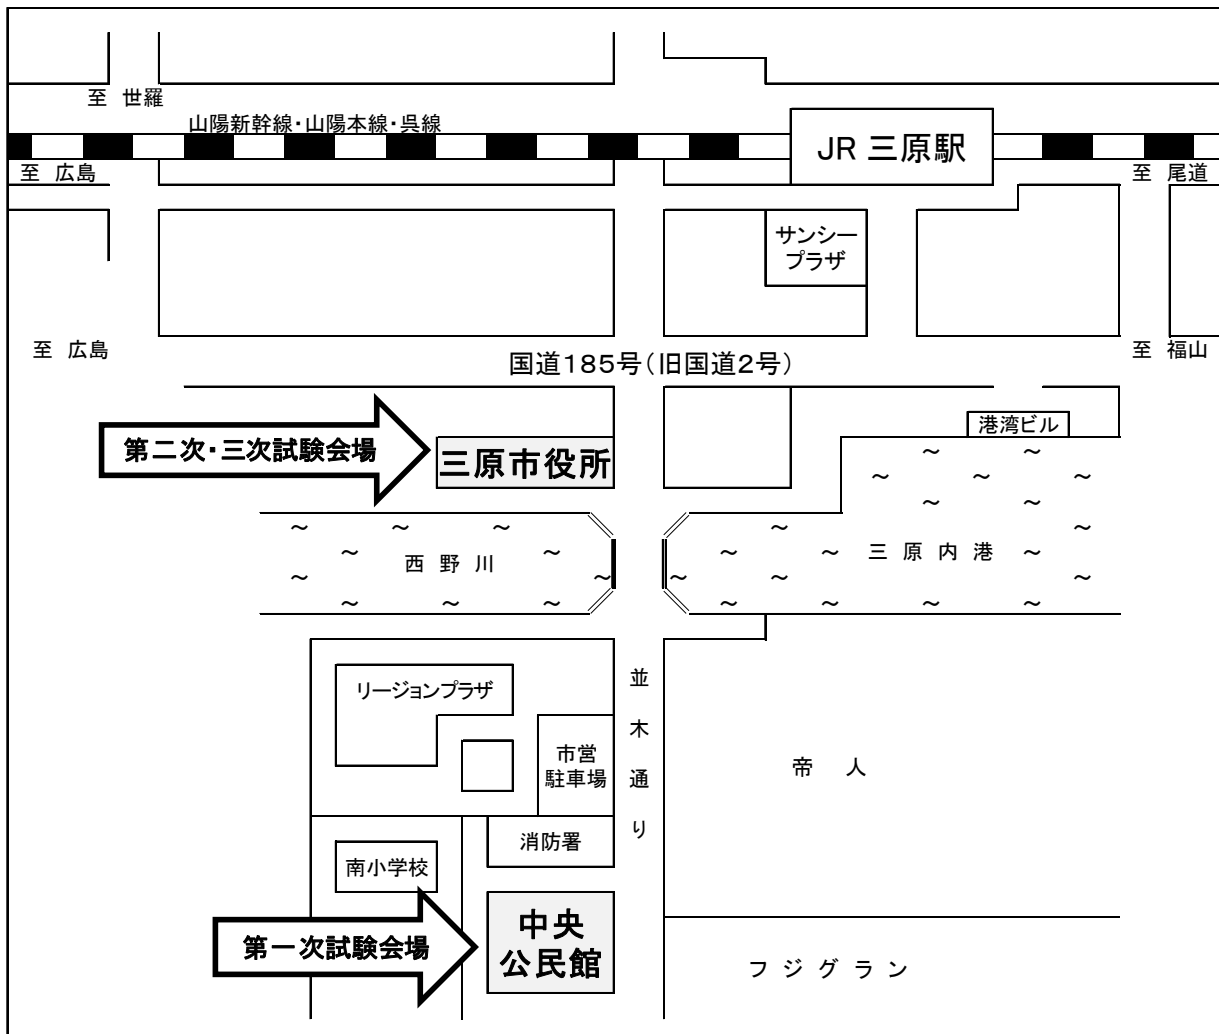 至 世羅
山陽新幹線・山陽本線・呉線
JR 三原駅
至 広島
至 尾道
サンシー
プラザ
至 広島
至 福山
国道185号(旧国道2号)
港湾ビル
第二次・三次試験会場
三原市役所
三原内港
西野川
並木通り
リージョンプラザ
市営
駐車場
帝人
消防署
南小学校
中央
公民館
第一次試験会場
フジグラン